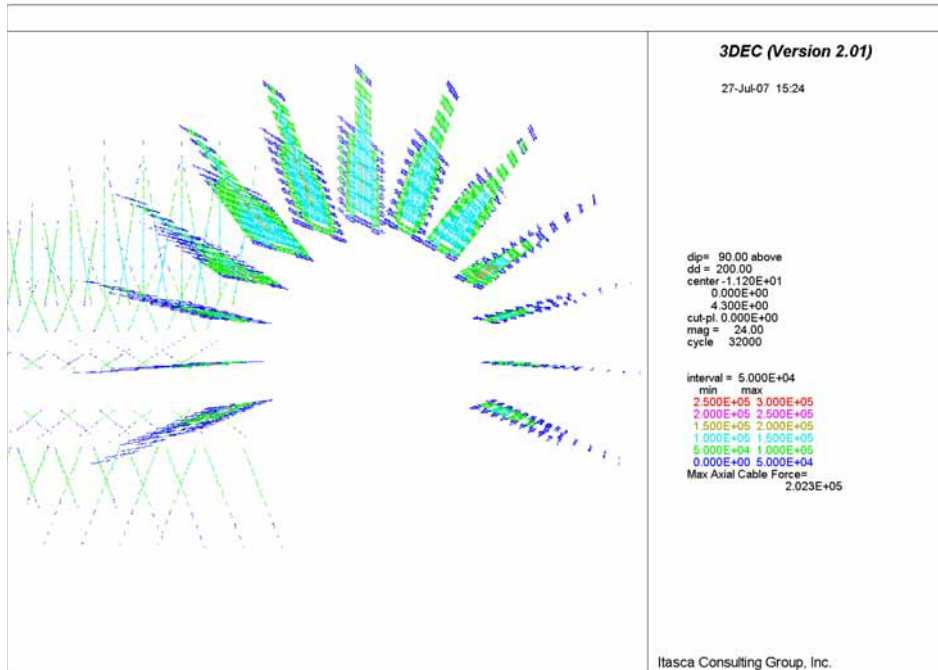 3DEC (Version 2.01)
27-Jul-07 15:24
dip= 90.00 above
dd = 200.00
center -1.120E+01
0.000E+00
4.300E+00
cut-pl. 0.000E+00
mag = 24.00
cycle 32000
interval = 5.000E+04
min max
2.500E+05 3.000E+05
2.000E+05 2.500E+05
1.500E+05 2.000E+05
1.000E+05 1.500E+05
5.000E+04 1.000E+05
0.000E+00 5.000E+04
Max Axial Cable Force=
2.023E+05
Itasca Consulting Group, Inc.